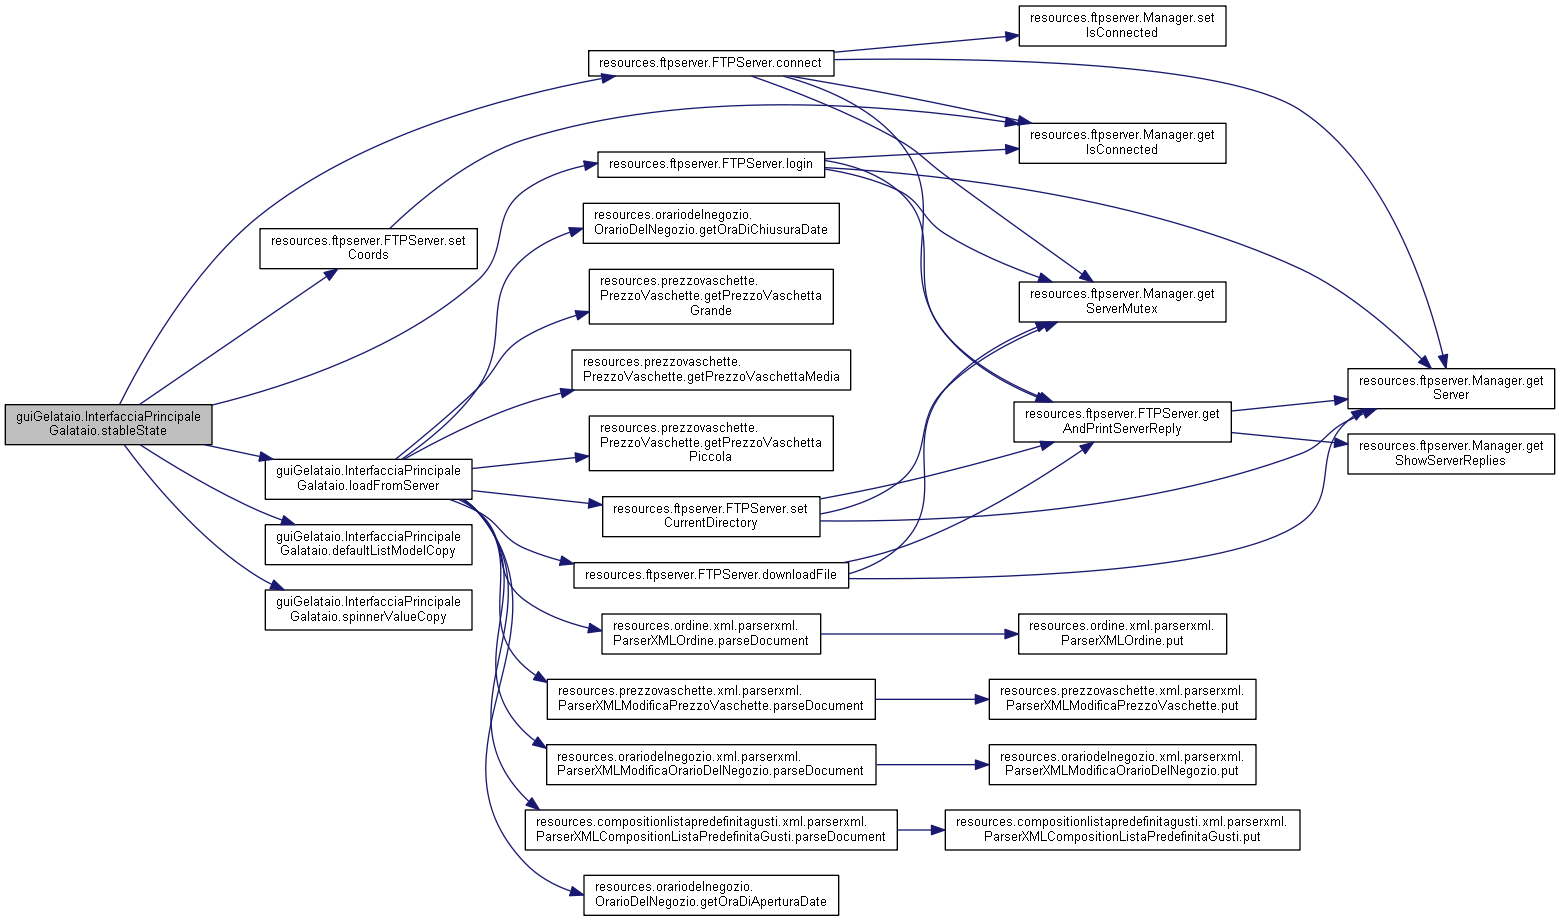 guiGelataio.InterfacciaPrincipale
Galataio.stableState
resources.ftpserver.FTPServer.set
Coords
guiGelataio.InterfacciaPrincipale
Galataio.loadFromServer
guiGelataio.InterfacciaPrincipale
Galataio.defaultListModelCopy
guiGelataio.InterfacciaPrincipale
Galataio.spinnerValueCopy
resources.ftpserver.FTPServer.connect
resources.ftpserver.FTPServer.login
resources.orariodelnegozio.
OrarioDelNegozio.getOraDiChiusuraDate
resources.prezzovaschette.
PrezzoVaschette.getPrezzoVaschetta
Grande
resources.prezzovaschette.
PrezzoVaschette.getPrezzoVaschettaMedia
resources.prezzovaschette.
PrezzoVaschette.getPrezzoVaschetta
Piccola
resources.ftpserver.FTPServer.set
CurrentDirectory
resources.ftpserver.FTPServer.downloadFile
resources.ordine.xml.parserxml.
ParserXMLOrdine.parseDocument
resources.prezzovaschette.xml.parserxml.
ParserXMLModificaPrezzoVaschette.parseDocument
resources.orariodelnegozio.xml.parserxml.
ParserXMLModificaOrarioDelNegozio.parseDocument
resources.compositionlistapredefinitagusti.xml.parserxml.
ParserXMLCompositionListaPredefinitaGusti.parseDocument
resources.orariodelnegozio.
OrarioDelNegozio.getOraDiAperturaDate
resources.ftpserver.Manager.set
IsConnected
resources.ftpserver.Manager.get
IsConnected
resources.ftpserver.Manager.get
ServerMutex
resources.ftpserver.FTPServer.get
AndPrintServerReply
resources.ordine.xml.parserxml.
ParserXMLOrdine.put
resources.prezzovaschette.xml.parserxml.
ParserXMLModificaPrezzoVaschette.put
resources.orariodelnegozio.xml.parserxml.
ParserXMLModificaOrarioDelNegozio.put
resources.compositionlistapredefinitagusti.xml.parserxml.
ParserXMLCompositionListaPredefinitaGusti.put
resources.ftpserver.Manager.get
Server
resources.ftpserver.Manager.get
ShowServerReplies